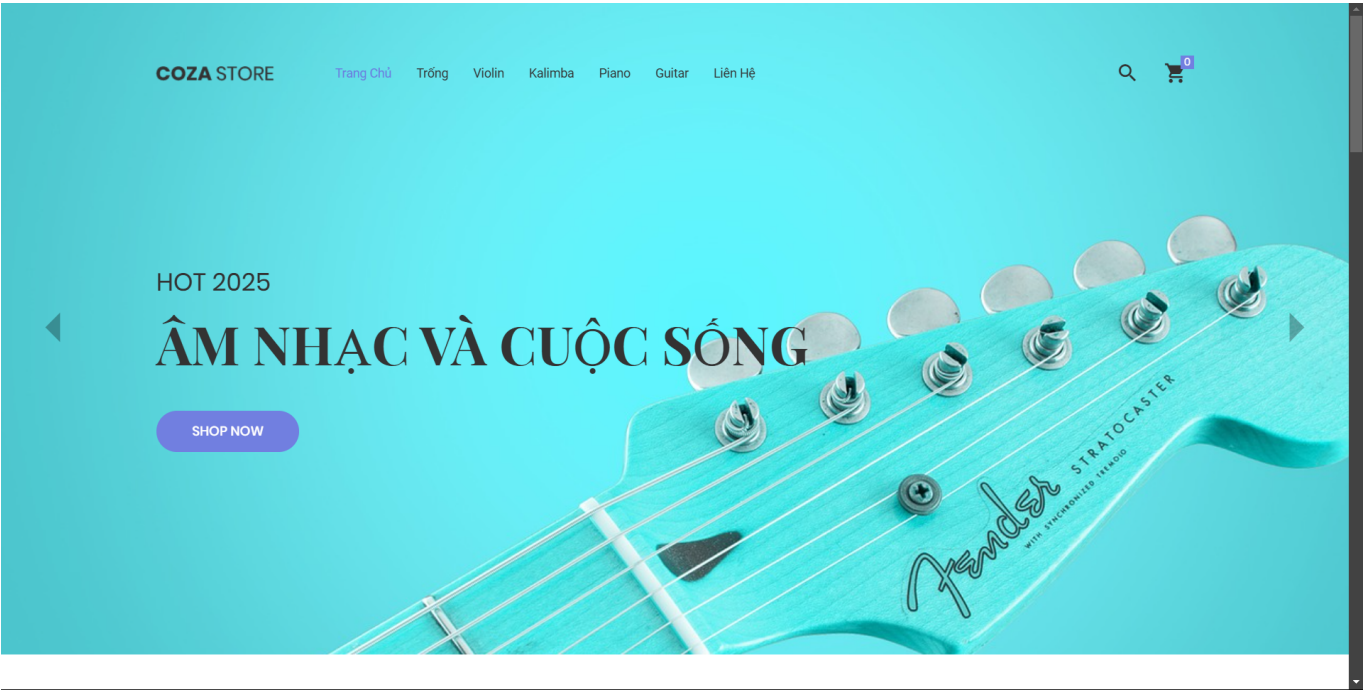 COZA STORE
Trang Chủ
Trống
Violin
Kalimba
Piano
Guitar
Liên Hệ
0
HOT 2025
ÂM NHẠC VÀ CUỘC SỐNG
SHOP NOW
Fender
STRATOCASTER
WITH SYNCHRONIZED TREMOLO